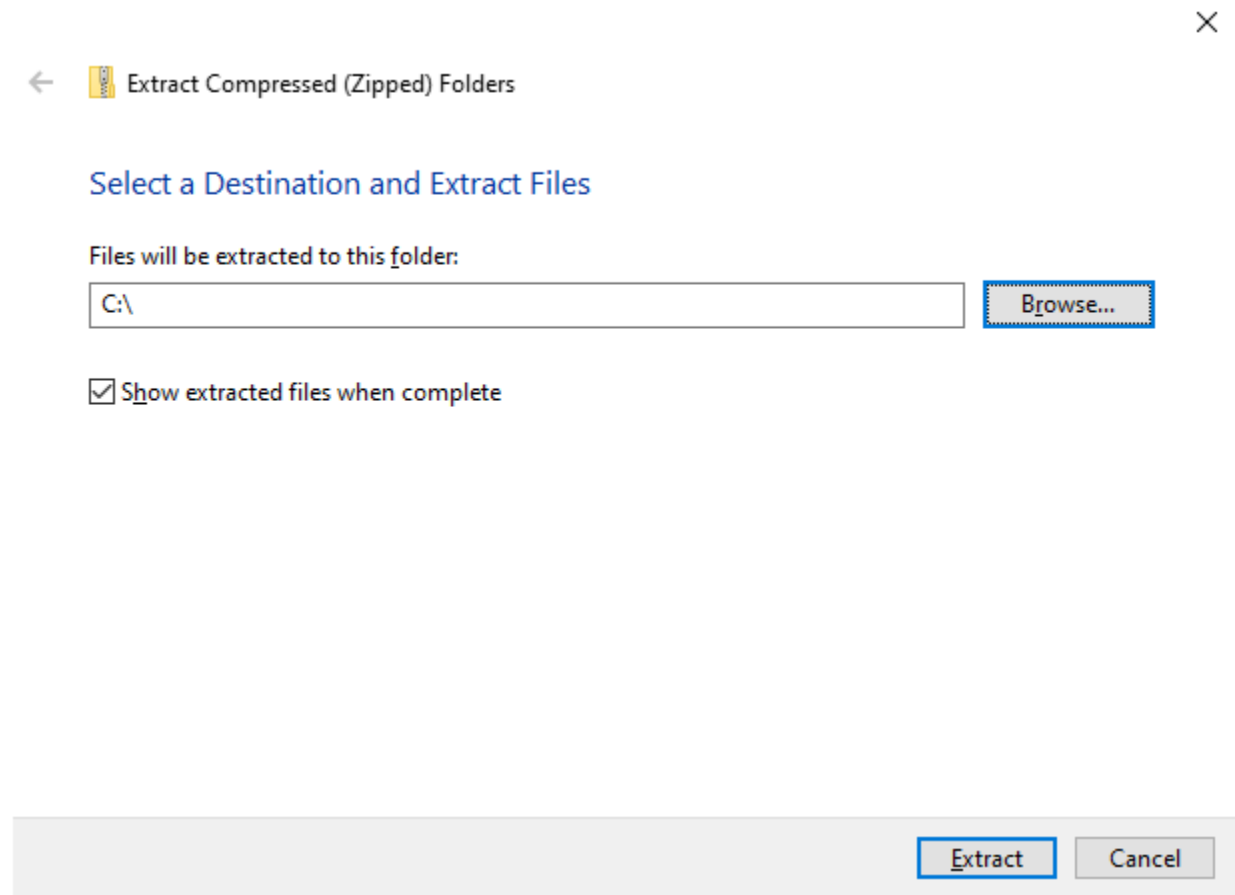 Extract Compressed (Zipped) Folders
Select a Destination and Extract Files
Files will be extracted to this folder:
C:\
Browse...
Show extracted files when complete
Extract
Cancel